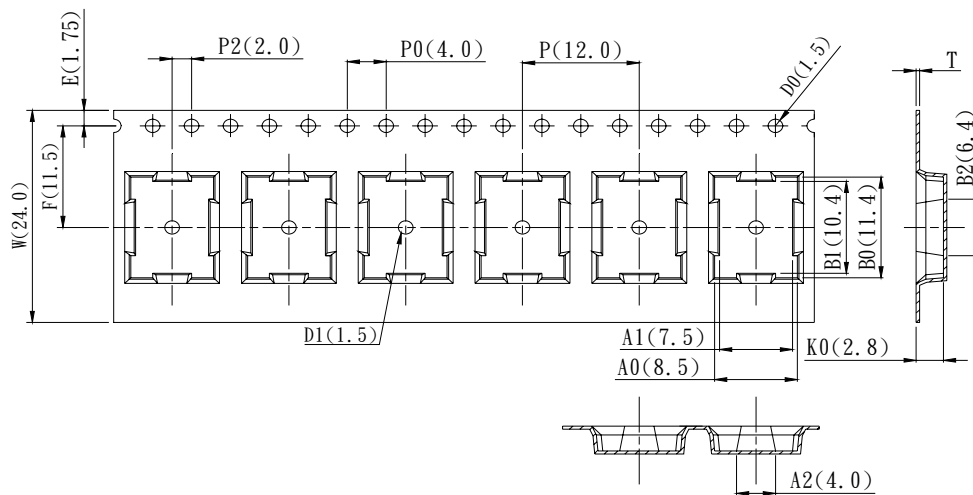 E(1.75)
P2(2.0)
P0(4.0)
P(12.0)
D0(1.5)
T
W(24.0)
F(11.5)
B1(10.4)
B0(11.4)
B2(6.4)
D1(1.5)
A1(7.5)
A0(8.5)
K0(2.8)
A2(4.0)